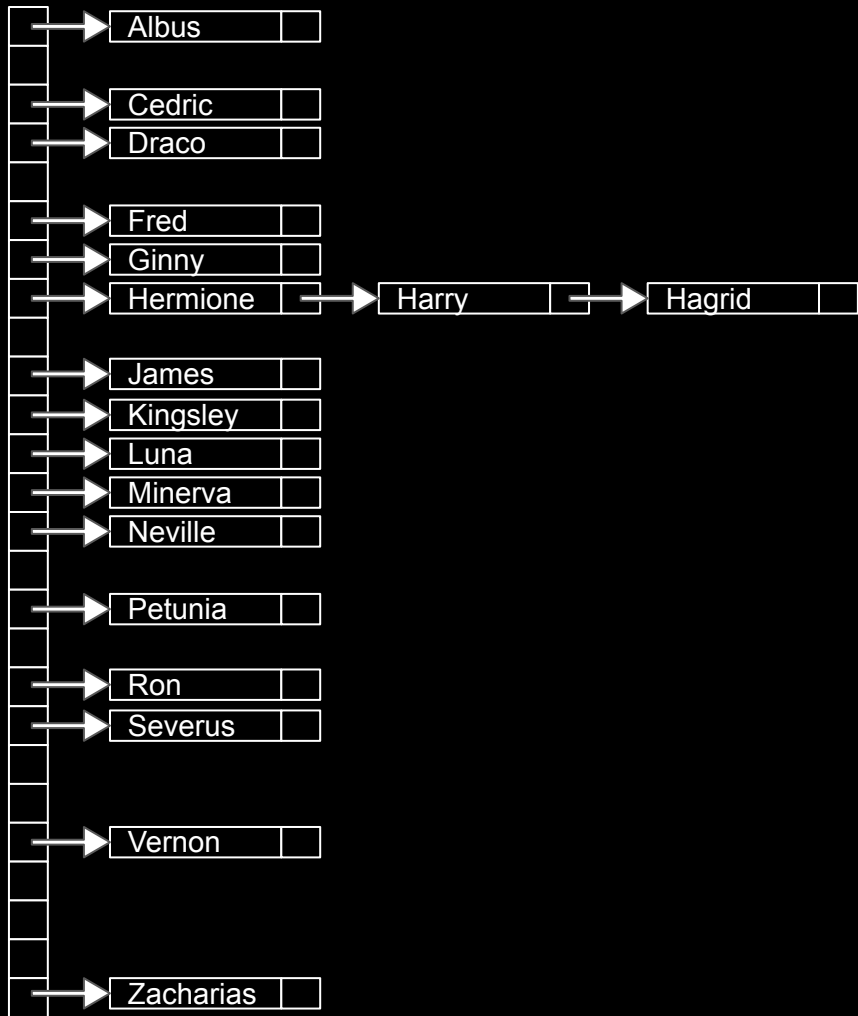 Albus
Cedric
Draco
Fred
Ginny
Hermione Harry Hagrid
James
Kingsley
Luna
Minerva
Neville
Petunia
Ron
Severus
Vernon
Zacharias